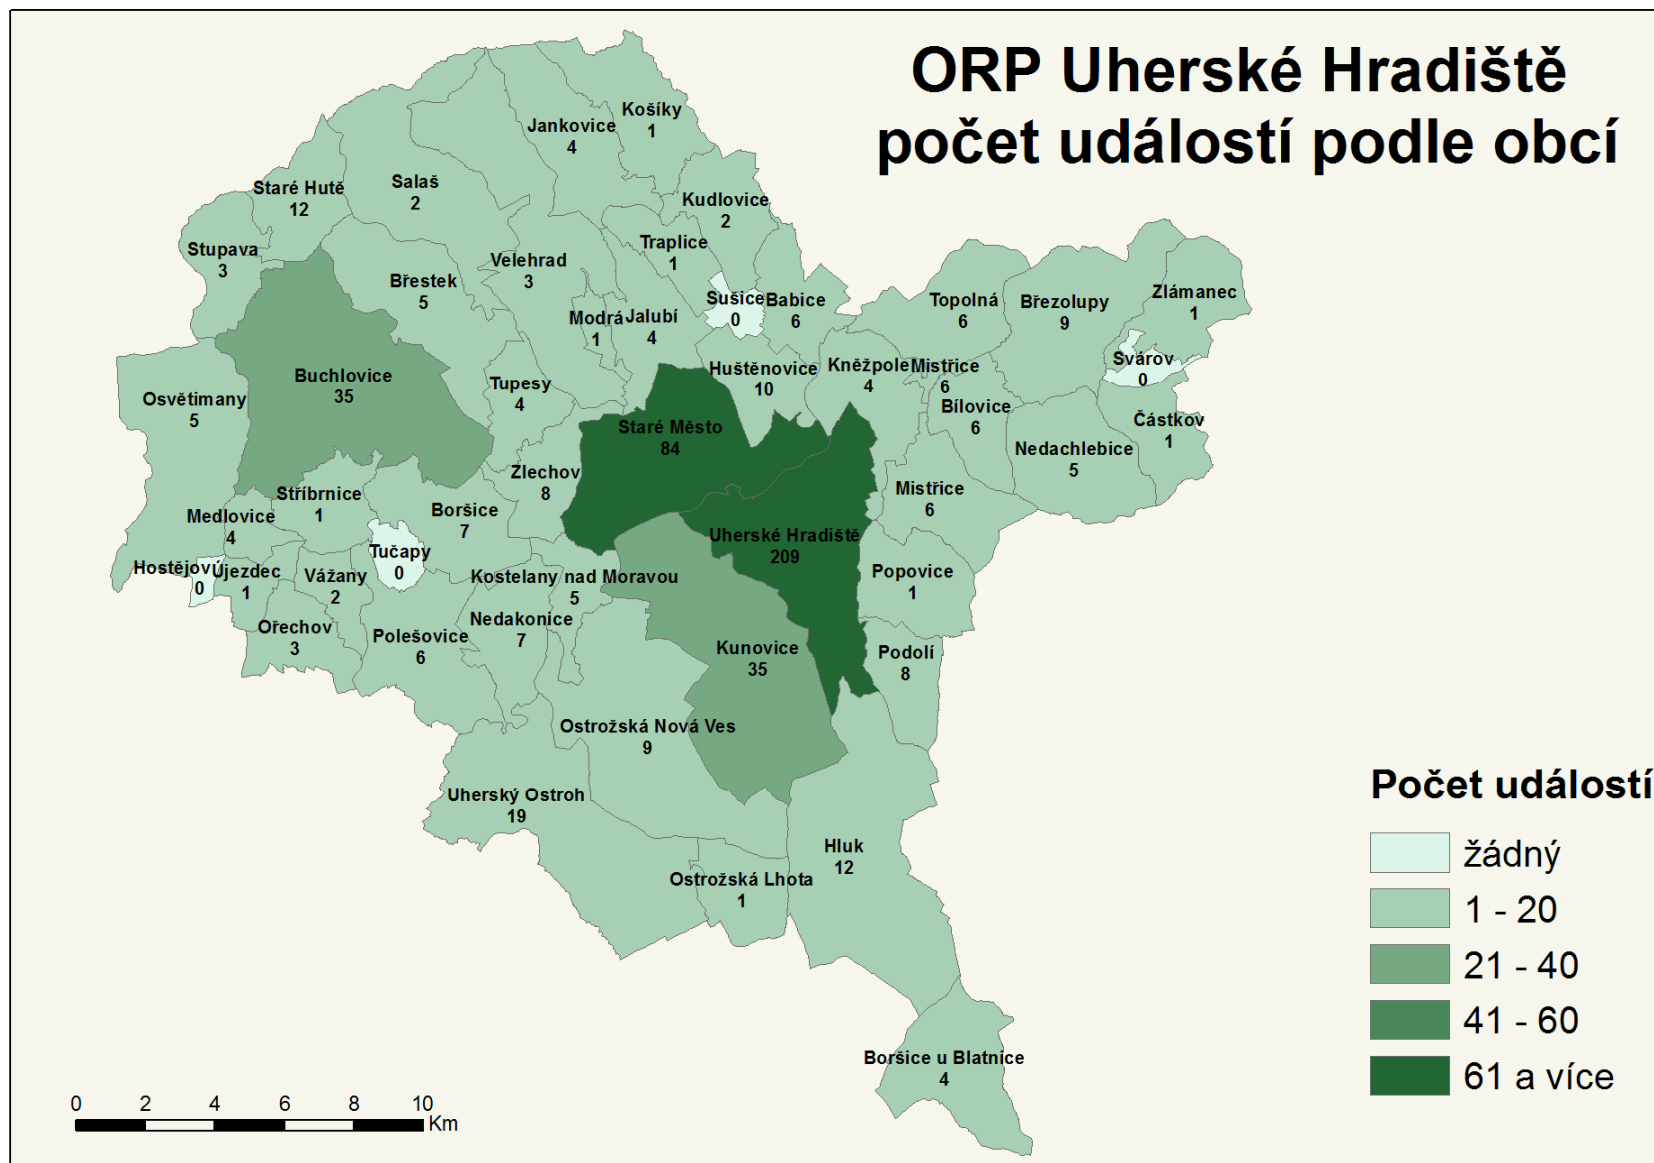 ORP Uherské Hradiště
počet událostí podle obcí
Košíky
1
Jankovice
4
Staré Hutě
12
Salaš
2
Kudlovice
2
Stupava
3
Traplice
1
Velehrad
3
Břestek
5
Sušice
0
Babice
6
Topolná
6
Březolupy
9
Zlámanec
1
Modrá
1
Jalubí
4
Buchlovice
35
Tupesy
4
Huštěnovice
10
Kněžpole
4
Mistřice
6
Svárov
0
Osvětimany
5
Bílovice
6
Částkov
1
Staré Město
84
Nedachlebice
5
Zlechov
8
Stříbrnice
1
Mistřice
6
Medlovice
4
Boršice
7
Uherské Hradiště
209
Tučapy
0
Hostějov
0
Újezdec
1
Vážany
2
Kostelany nad Moravou
5
Popovice
1
Ořechov
3
Polešovice
6
Nedakonice
7
Kunovice
35
Podolí
8
Ostrožská Nová Ves
9
Uherský Ostroh
19
Hluk
12
Ostrožská Lhota
1
Boršice u Blatnice
4
Počet událostí
žádný
1 - 20
21 - 40
41 - 60
61 a více
0 2 4 6 8 10
Km